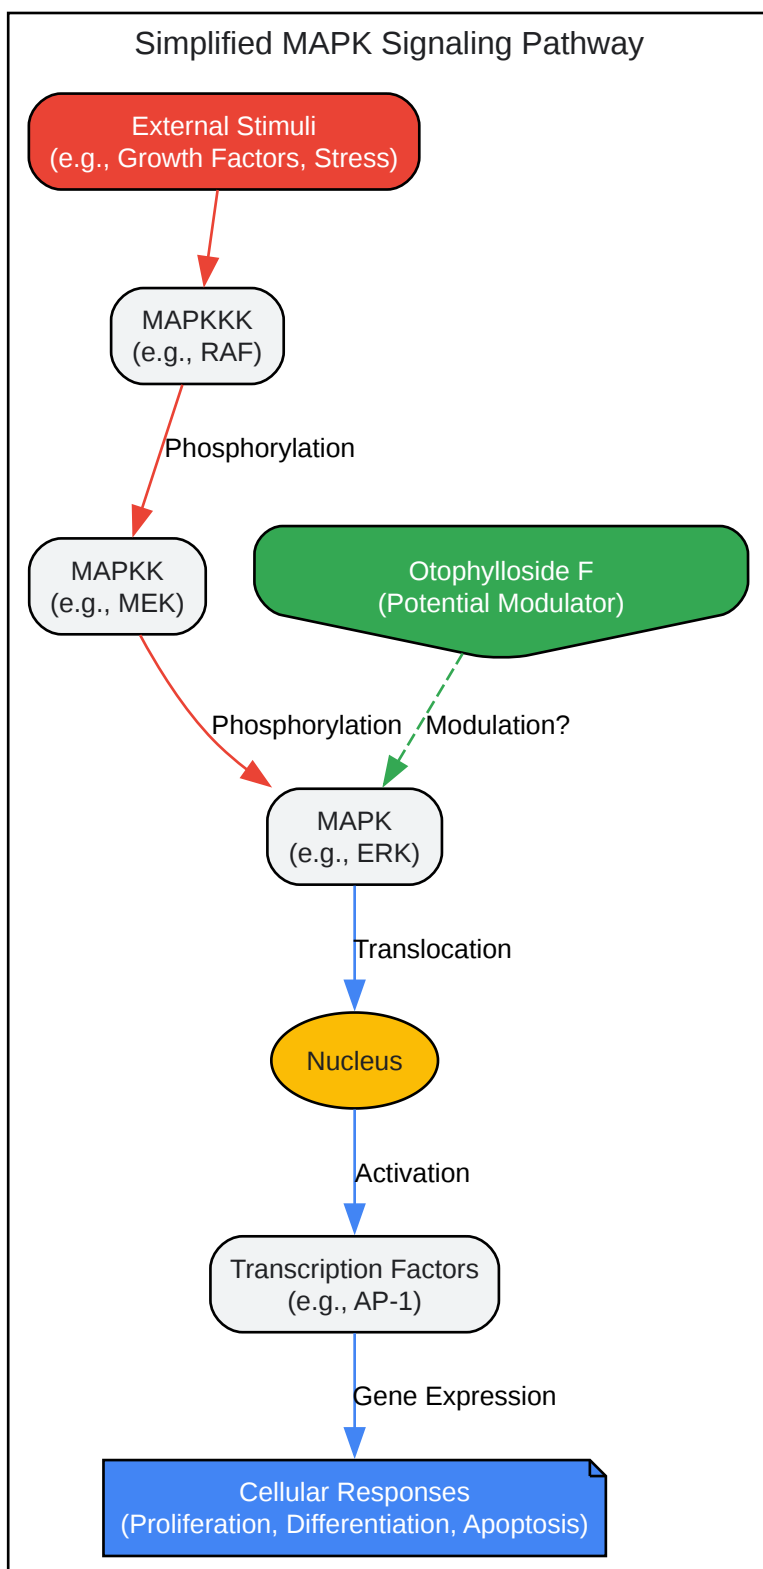 Simplified MAPK Signaling Pathway
External Stimuli
(e.g., Growth Factors, Stress)
MAPKKK
(e.g., RAF)
Phosphorylation
MAPKK
(e.g., MEK)
Otophylloside F
(Potential Modulator)
Phosphorylation
Modulation?
MAPK
(e.g., ERK)
Translocation
Nucleus
Activation
Transcription Factors
(e.g., AP-1)
Gene Expression
Cellular Responses
(Proliferation, Differentiation, Apoptosis)